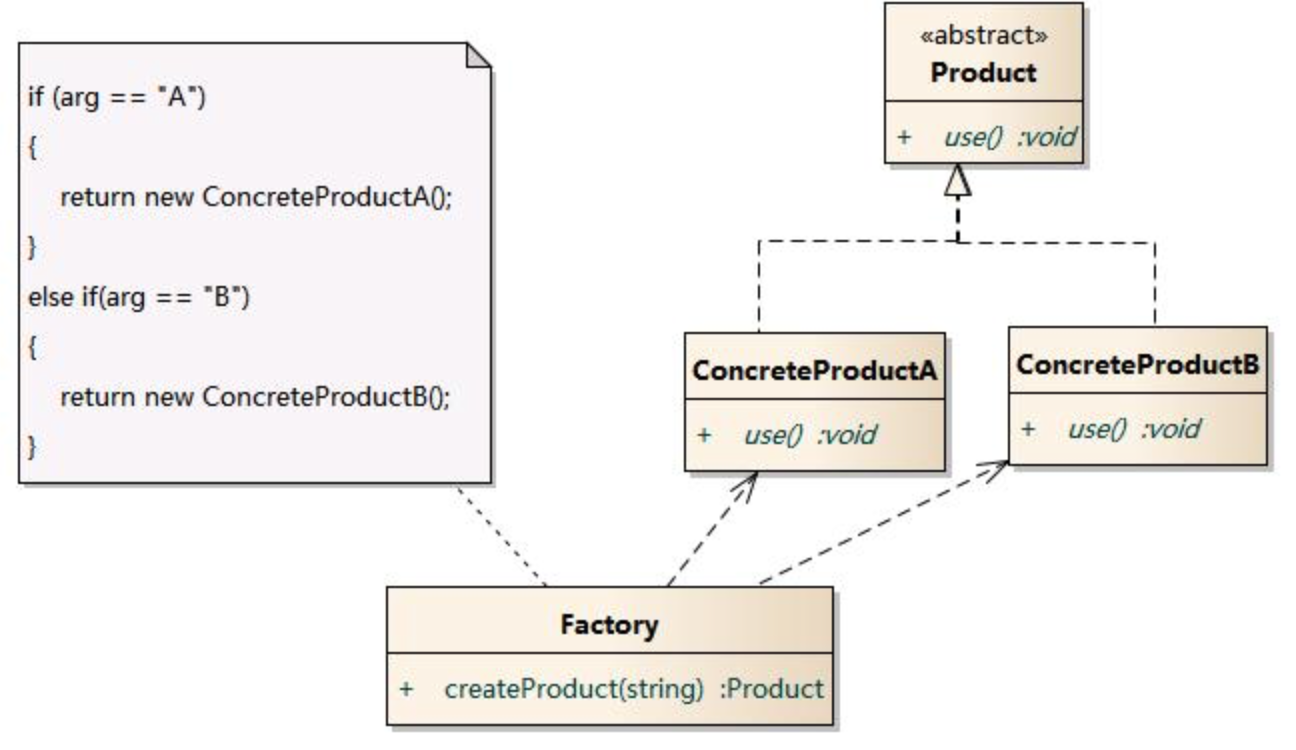 if (arg == "A")
{
return new ConcreteProductA();
}
else if(arg == "B")
{
return new ConcreteProductB();
}
«abstract»
Product
+ use() :void
ConcreteProductA
+ use() :void
ConcreteProductB
+ use() :void
Factory
+ createProduct(string) :Product